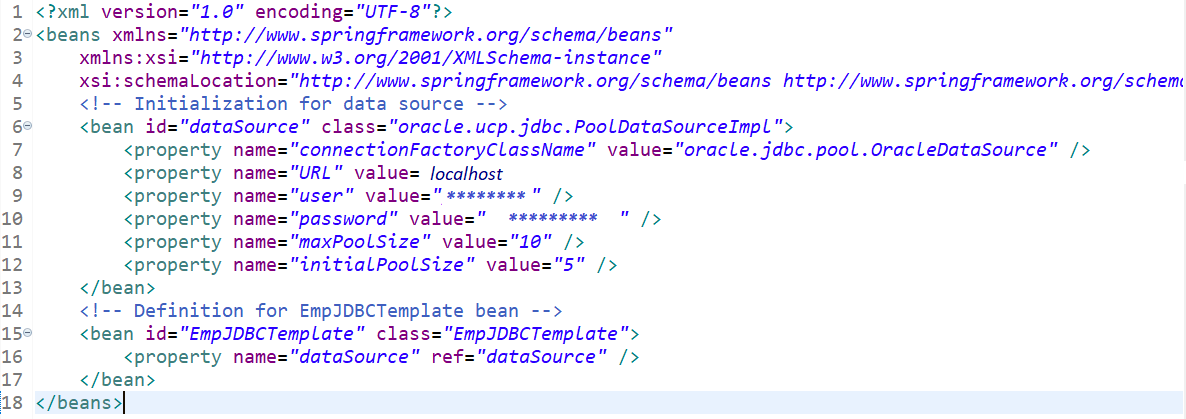 1 <?xml version="1.0" encoding="UTF-8"?>
2 <beans xmlns="http://www.springframework.org/schema/beans"
3 xmlns:xsi="http://www.w3.org/2001/XMLSchema-instance"
4 xsi:schemaLocation="http://www.springframework.org/schema/beans http://www.springframework.org/schema
5 <!-- Initialization for data source -->
6 <bean id="dataSource" class="oracle.ucp.jdbc.PoolDataSourceImpl">
7 <property name="connectionFactoryClassName" value="oracle.jdbc.pool.OracleDataSource" />
8 <property name="URL" value= localhost
9 <property name="user" value="******** " />
10 <property name="password" value=" ********* " />
11 <property name="maxPoolSize" value="10" />
12 <property name="initialPoolSize" value="5" />
13 </bean>
14 <!-- Definition for EmpJDBCTemplate bean -->
15 <bean id="EmpJDBCTemplate" class="EmpJDBCTemplate">
16 <property name="dataSource" ref="dataSource" />
17 </bean>
18 </beans>